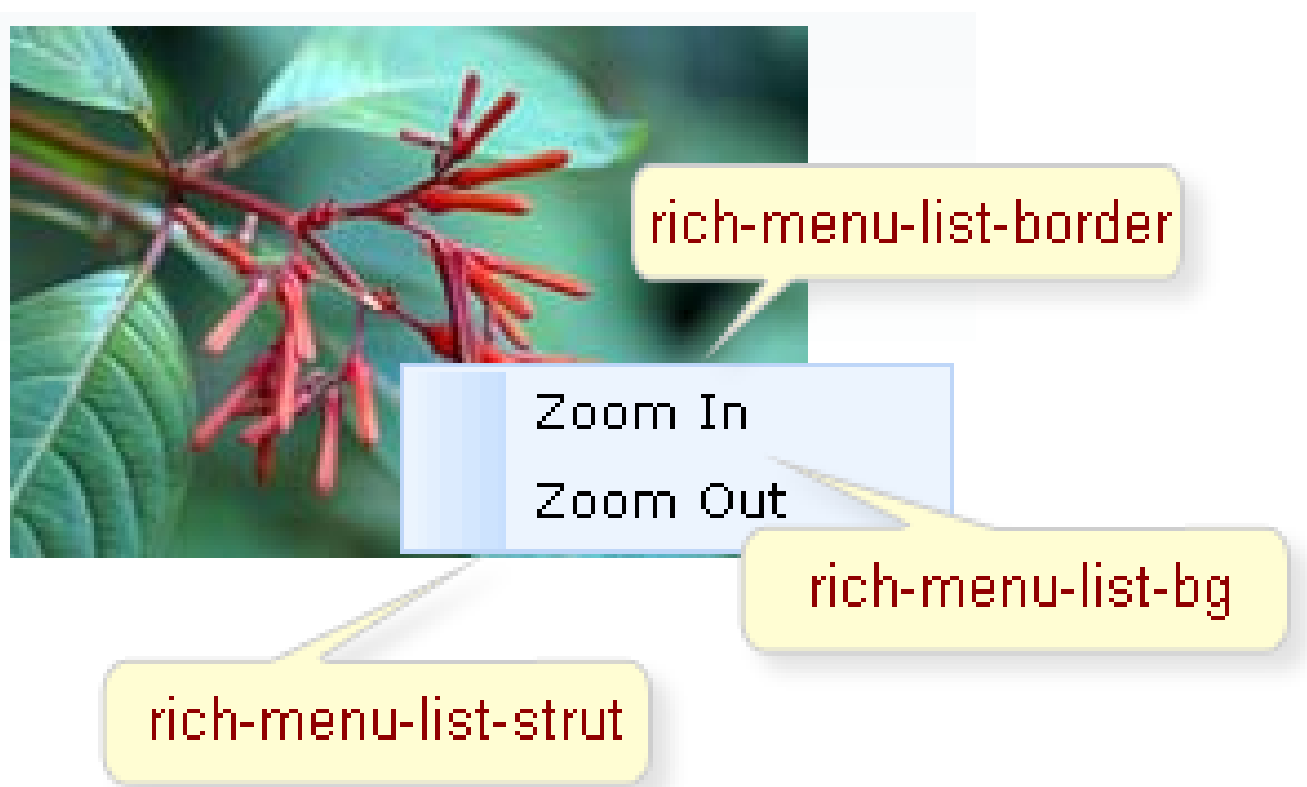 rich-menu-list-border
Zoom In
Zoom Out
rich-menu-list-bg
rich-menu-list-strut